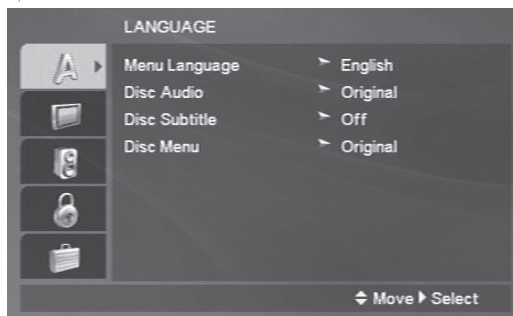 LANGUAGE
A
Menu Language English
Disc Audio Original
Disc Subtitle Off
Disc Menu Original
Move Select